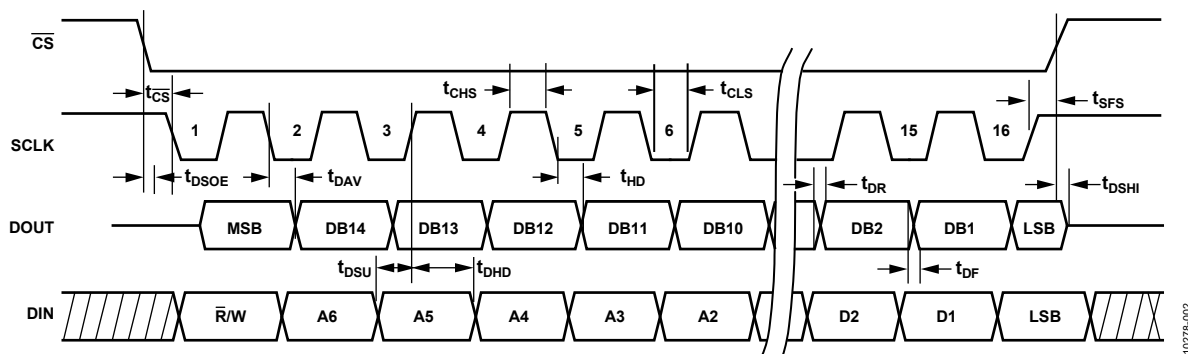 CS
tCS
tCHS
tCLS
tSFS
SCLK
1
2
3
4
5
6
15
16
tDSOE
tDAV
tHD
tDR
tDSHI
DOUT
MSB
DB14
DB13
DB12
DB11
DB10
DB2
DB1
LSB
tDSU
tDHD
tDF
DIN
R/W
A6
A5
A4
A3
A2
D2
D1
LSB
10278-002